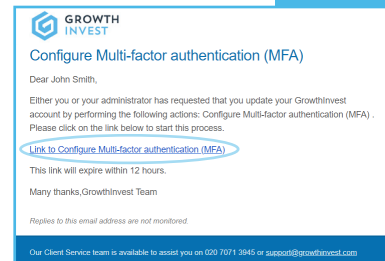 GROWTH
INVEST
Configure Multi-factor authentication (MFA)
Dear John Smith,
Either you or your administrator has requested that you update your GrowthInvest
account by performing the following actions: Configure Multi-factor authentication (MFA) .
Please click on the link below to start this process.
Link to Configure Multi-factor authentication (MFA)
This link will expire within 12 hours.
Many thanks,GrowthInvest Team
Replies to this email address are not monitored.
Our Client Service team is available to assist you on 020 7071 3945 or support@growthinvest.com